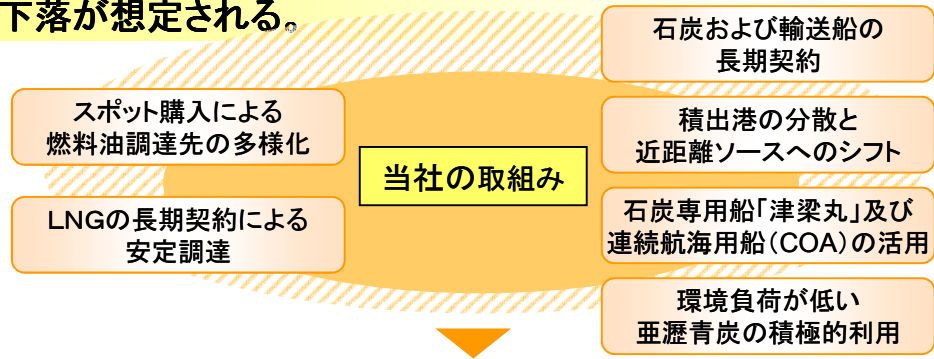 下落が想定される。
スポット購入による
燃料油調達先の多様化
LNGの長期契約による
安定調達
当社の取組み
石炭および輸送船の
長期契約
積出港の分散と
近距離ソースへのシフト
石炭専用船「津梁丸」及び
連続航海用船(COA)の活用
環境負荷が低い
亜瀝青炭の積極的利用